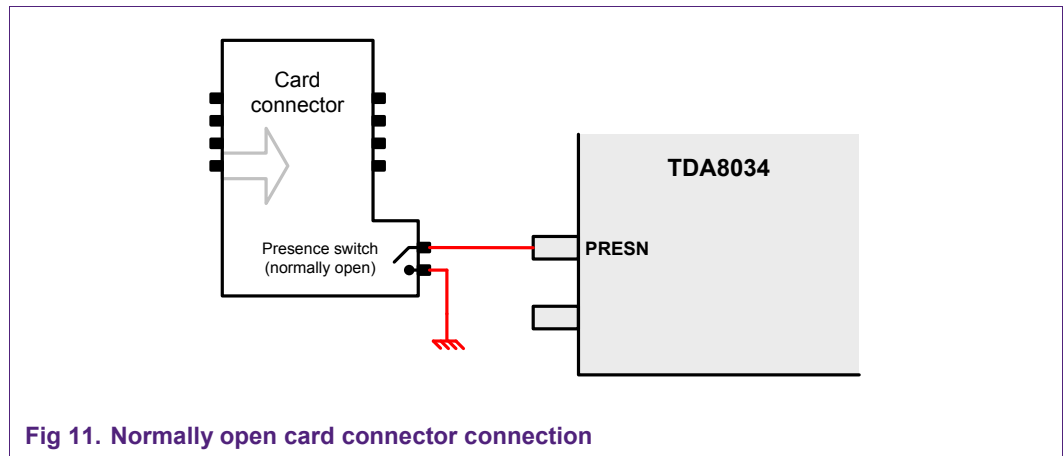 Card
connector
TDA8034
Presence switch
(normally open)
PRESN
Fig 11. Normally open card connector connection